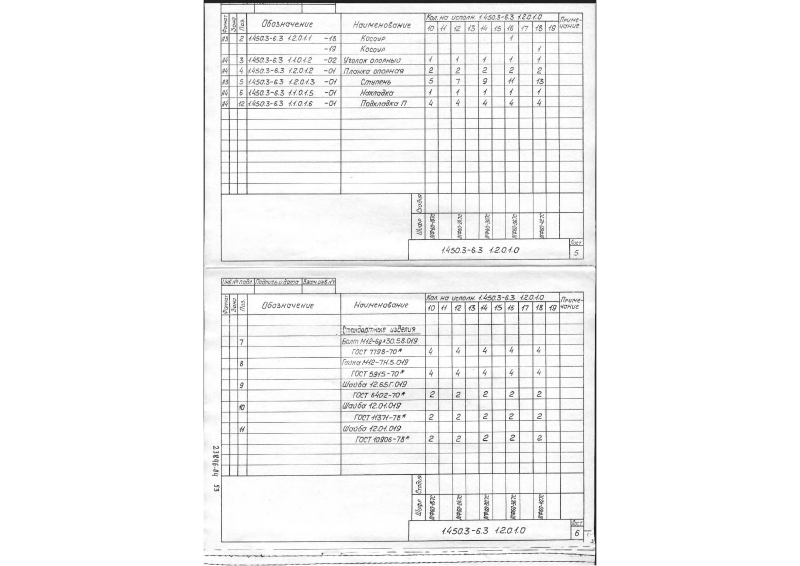 Формат Зона Поз. Обозначение Наименование Кол. на исполн. 1.450.3-6.3 1.2.0.1.0 Приме-чание
10 11 12 13 14 15 16 17 18 19
2 1.450.3-6.3 1.2.0.1.1 -18 Косоур 1
-19 Косоур 1
А4 3 1.450.3-6.3 1.1.0.1.2 -02 Уголок опорный 1 1 1 1 1
А4 4 1.450.3-6.3 1.2.0.1.2 -01 Планка опорная 2 2 2 2 2
5 1.450.3-6.3 1.2.0.1.3 -01 Ступень 5 7 9 11 13
А4 6 1.450.3-6.3 1.1.0.1.5 -01 Накладка 1 1 1 1 1
А4 12 1.450.3-6.3 1.1.0.1.6 -01 Подкладка П 4 4 4 4 4
Стадия
Шифр
1.450.3-6.3 1.2.0.1.0
Лист
5
Инв.№ подл. Подпись и дата Взам.инв.№
Формат Зона Поз. Обозначение Наименование Кол. на исполн. 1.450.3-6.3 1.2.0.1.0 Приме-чание
10 11 12 13 14 15 16 17 18 19
Стандартные изделия
7 Болт М12-6gх30.58.019
ГОСТ 7798-70* 4 4 4 4 4
8 Гайка М12-7Н.5.019
ГОСТ 5915-70* 4 4 4 4 4
9 Шайба 12.65Г.019
ГОСТ 6402-70* 2 2 2 2 2
10 Шайба 12.01.019
ГОСТ 11371-78* 2 2 2 2 2
11 Шайба 12.01.019
ГОСТ 10906-78* 2 2 2 2 2
Стадия
Шифр
1.450.3-6.3 1.2.0.1.0
Лист
6
53